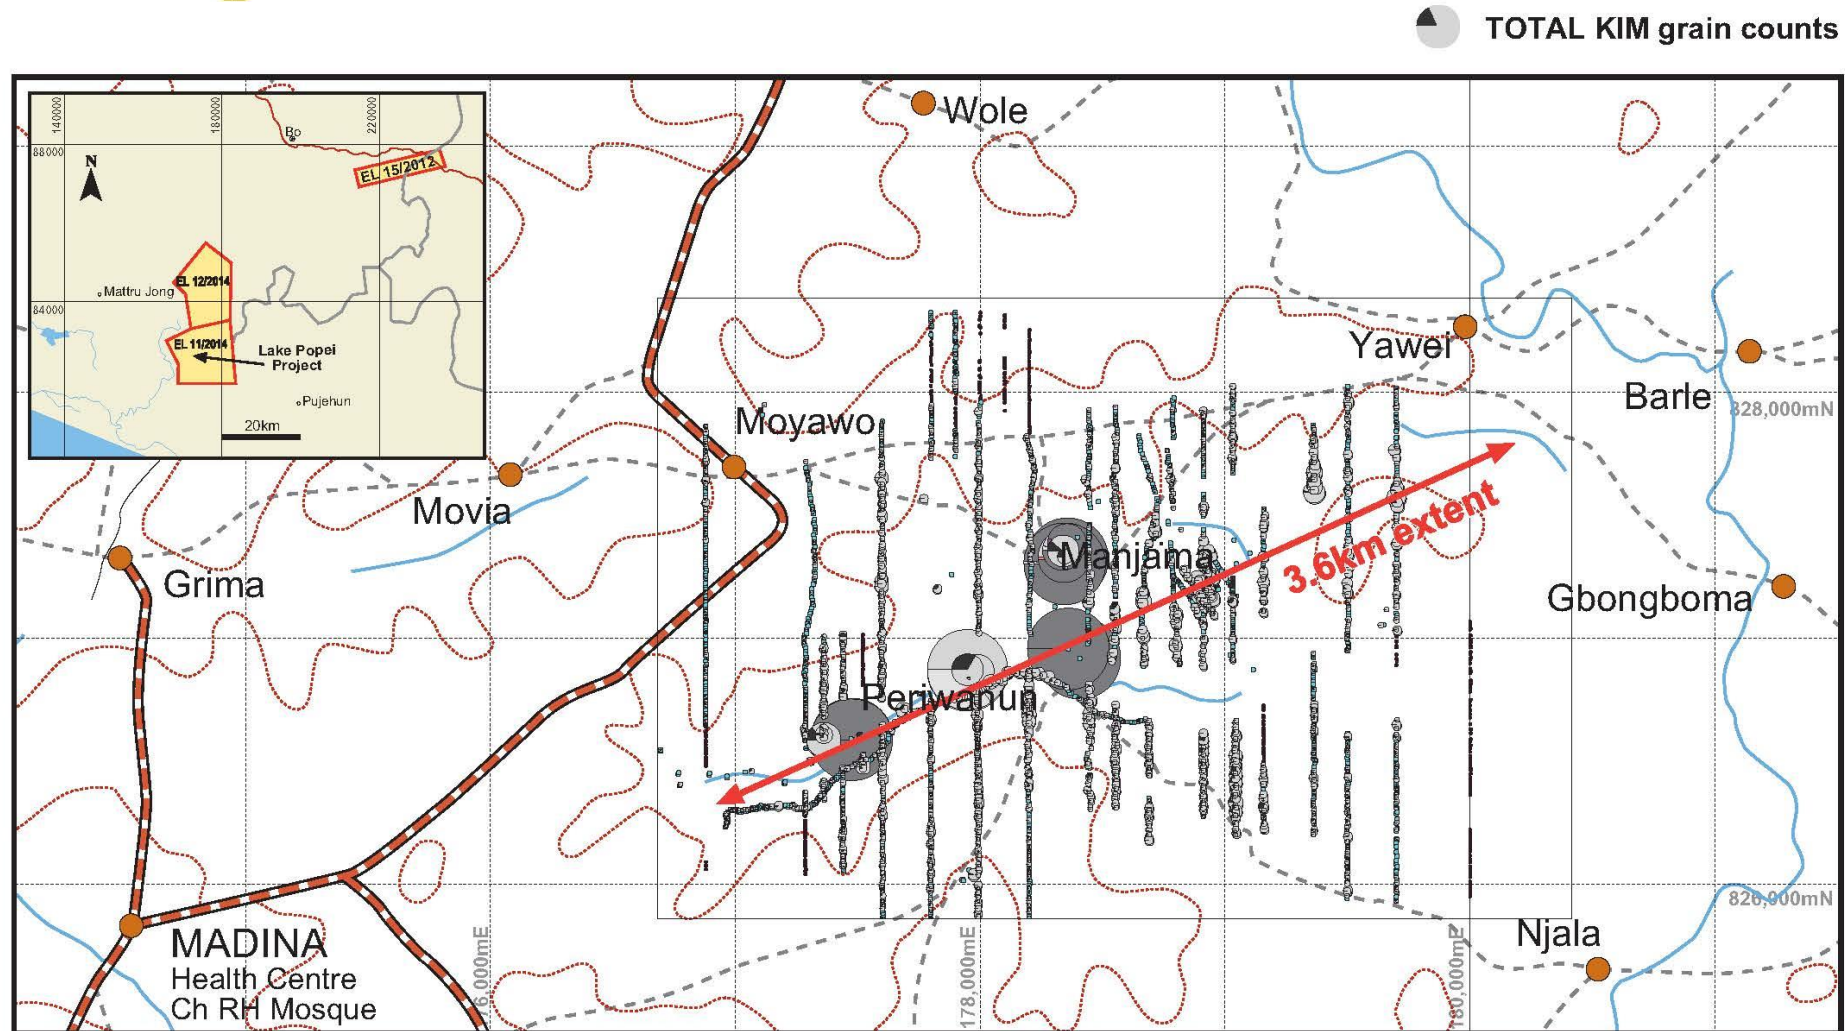 TOTAL KIM grain counts
140000
180000
220000
88000
84000
N
Bo
EL 15/2012
EL 12/2014
Mattru Jong
EL 11/2014
Lake Popei
Project
Pujehun
20km
Wole
Yawei
Barle
828,000mN
Moyawo
Movia
Manjama
3.6km extent
Grima
Gbongboma
Periwanun
826,000mN
MADINA
Health Centre
Ch RH Mosque
Njala
178,000mE
180,000mE